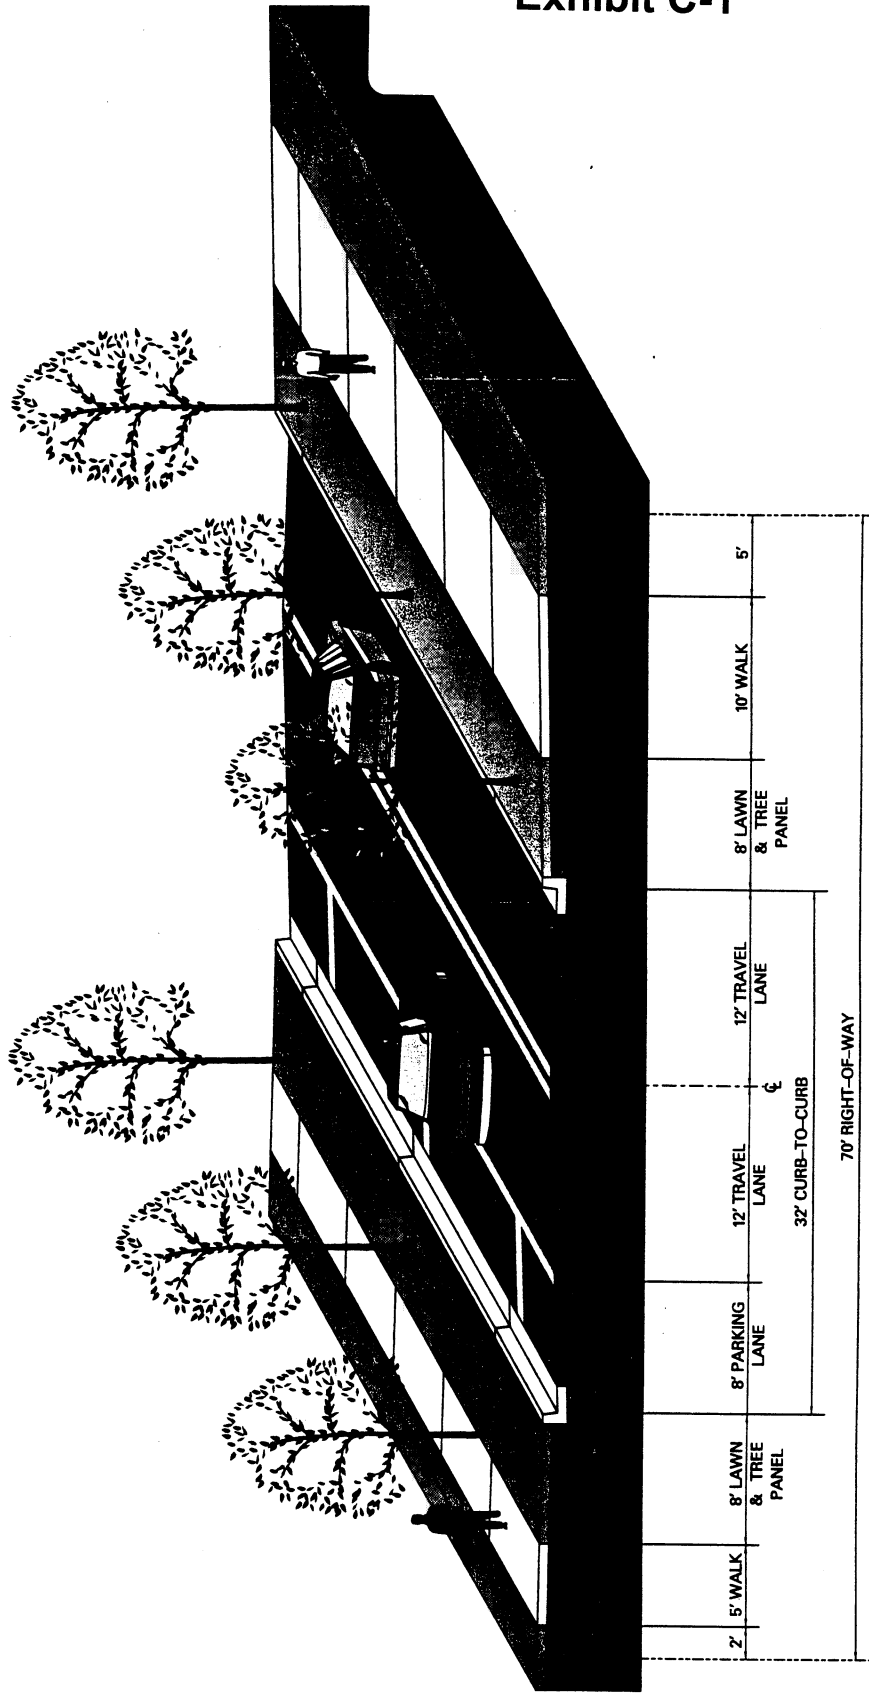 Exhibit C-1
2' 5' WALK
8' LAWN
& TREE
PANEL
8' PARKING
LANE
12' TRAVEL
LANE
℄
12' TRAVEL
LANE
8' LAWN
& TREE
PANEL
10' WALK
5'
32' CURB–TO–CURB
70' RIGHT–OF–WAY